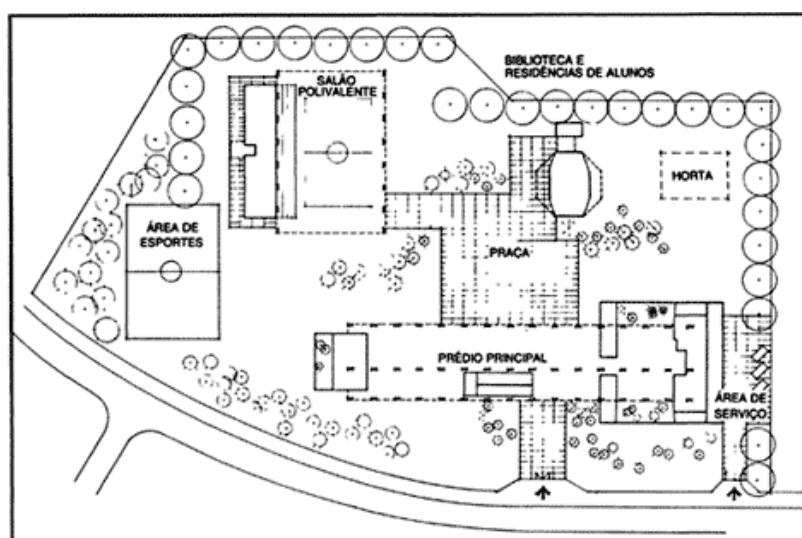 BIBLIOTECA E
RESIDÊNCIAS DE ALUNOS
SALÃO
POLIVALENTE
HORTA
ÁREA DE
ESPORTES
PRAÇA
PRÉDIO PRINCIPAL
ÁREA DE
SERVIÇO